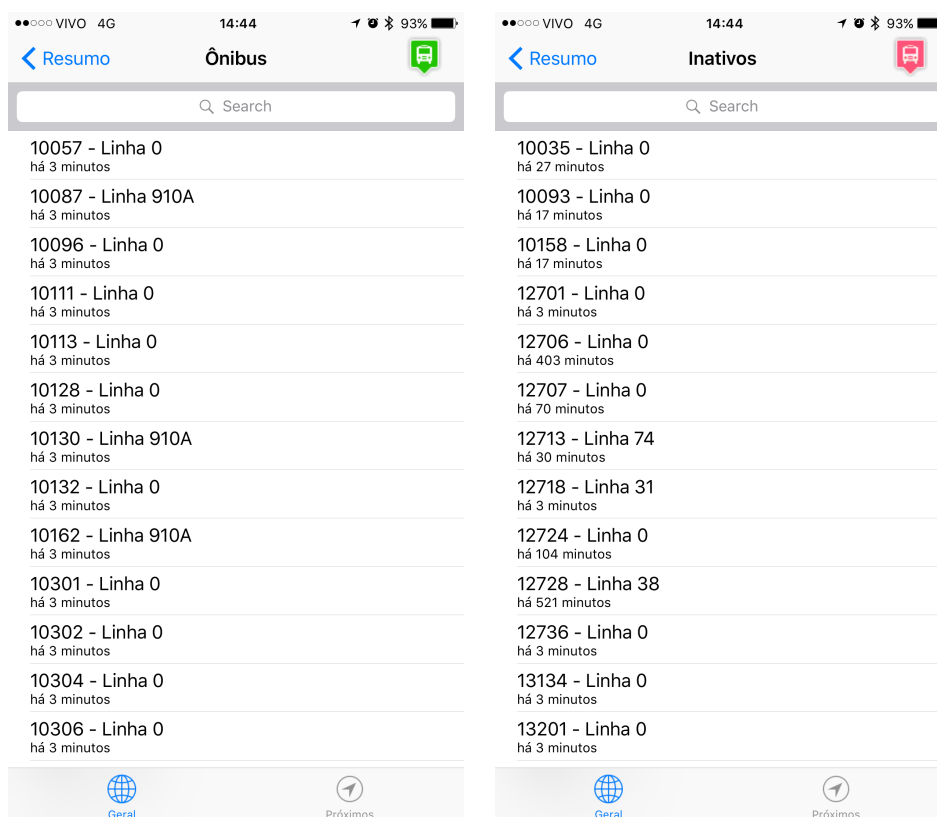 VIVO 4G 14:44 93%
Resumo Ônibus
Search
10057 - Linha 0
há 3 minutos
10087 - Linha 910A
há 3 minutos
10096 - Linha 0
há 3 minutos
10111 - Linha 0
há 3 minutos
10113 - Linha 0
há 3 minutos
10128 - Linha 0
há 3 minutos
10130 - Linha 910A
há 3 minutos
10132 - Linha 0
há 3 minutos
10162 - Linha 910A
há 3 minutos
10301 - Linha 0
há 3 minutos
10302 - Linha 0
há 3 minutos
10304 - Linha 0
há 3 minutos
10306 - Linha 0
há 3 minutos
Geral Próximos
VIVO 4G 14:44 93%
Resumo Inativos
Search
10035 - Linha 0
há 27 minutos
10093 - Linha 0
há 17 minutos
10158 - Linha 0
há 17 minutos
12701 - Linha 0
há 3 minutos
12706 - Linha 0
há 403 minutos
12707 - Linha 0
há 70 minutos
12713 - Linha 74
há 30 minutos
12718 - Linha 31
há 3 minutos
12724 - Linha 0
há 104 minutos
12728 - Linha 38
há 521 minutos
12736 - Linha 0
há 3 minutos
13134 - Linha 0
há 3 minutos
13201 - Linha 0
há 3 minutos
Geral Próximos